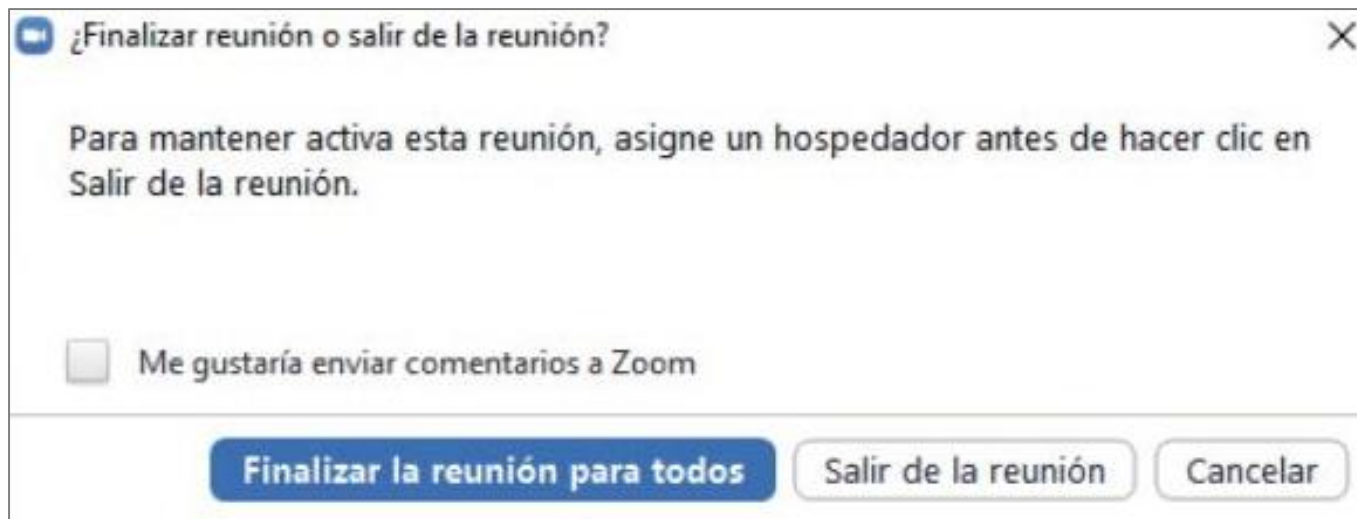 ¿Finalizar reunión o salir de la reunión?
Para mantener activa esta reunión, asigne un hospedador antes de hacer clic en
Salir de la reunión.
Me gustaría enviar comentarios a Zoom
Finalizar la reunión para todos
Salir de la reunión
Cancelar